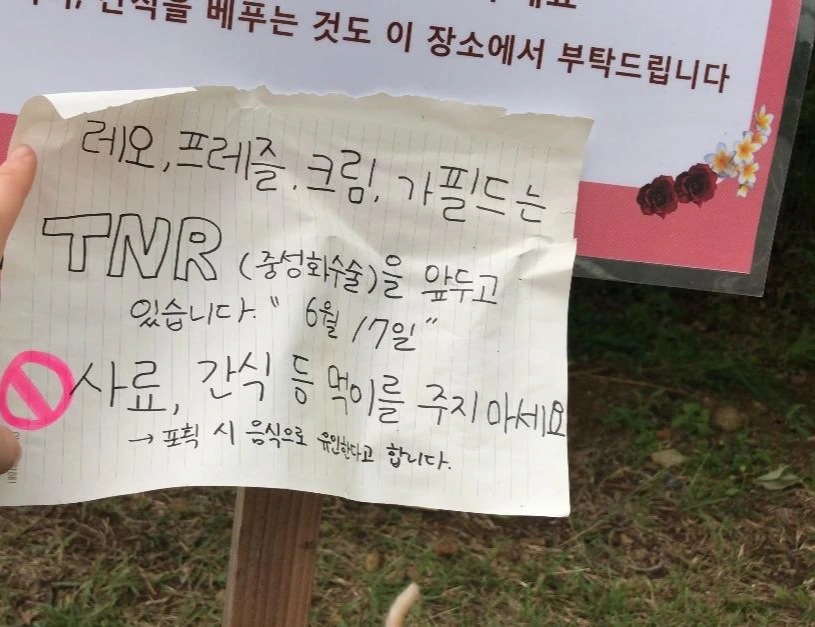 간식을 베푸는 것도 이 장소에서 부탁드립니다
레오, 프레즐, 크림, 가필드는
TNR (중성화수술)을 앞두고
있습니다. " 6월 17일 "
사료, 간식 등 먹이를 주지 마세요
→ 포획 시 음식으로 유인한다고 합니다.